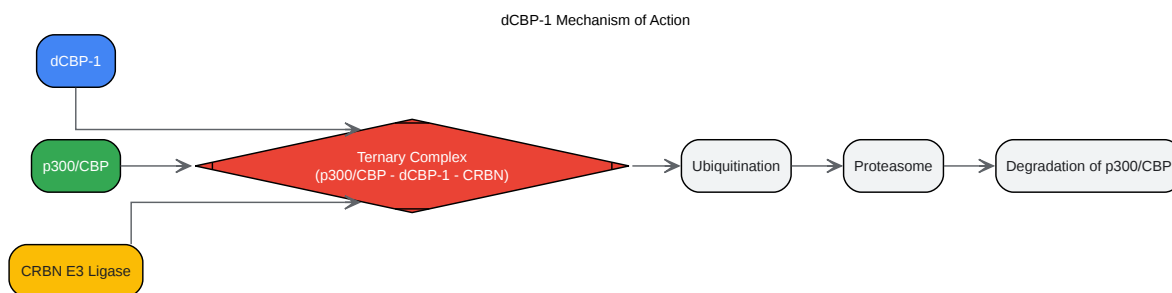 dCBP-1 Mechanism of Action
dCBP-1
p300/CBP
Ternary Complex
(p300/CBP - dCBP-1 - CRBN)
Ubiquitination
Proteasome
Degradation of p300/CBP
CRBN E3 Ligase